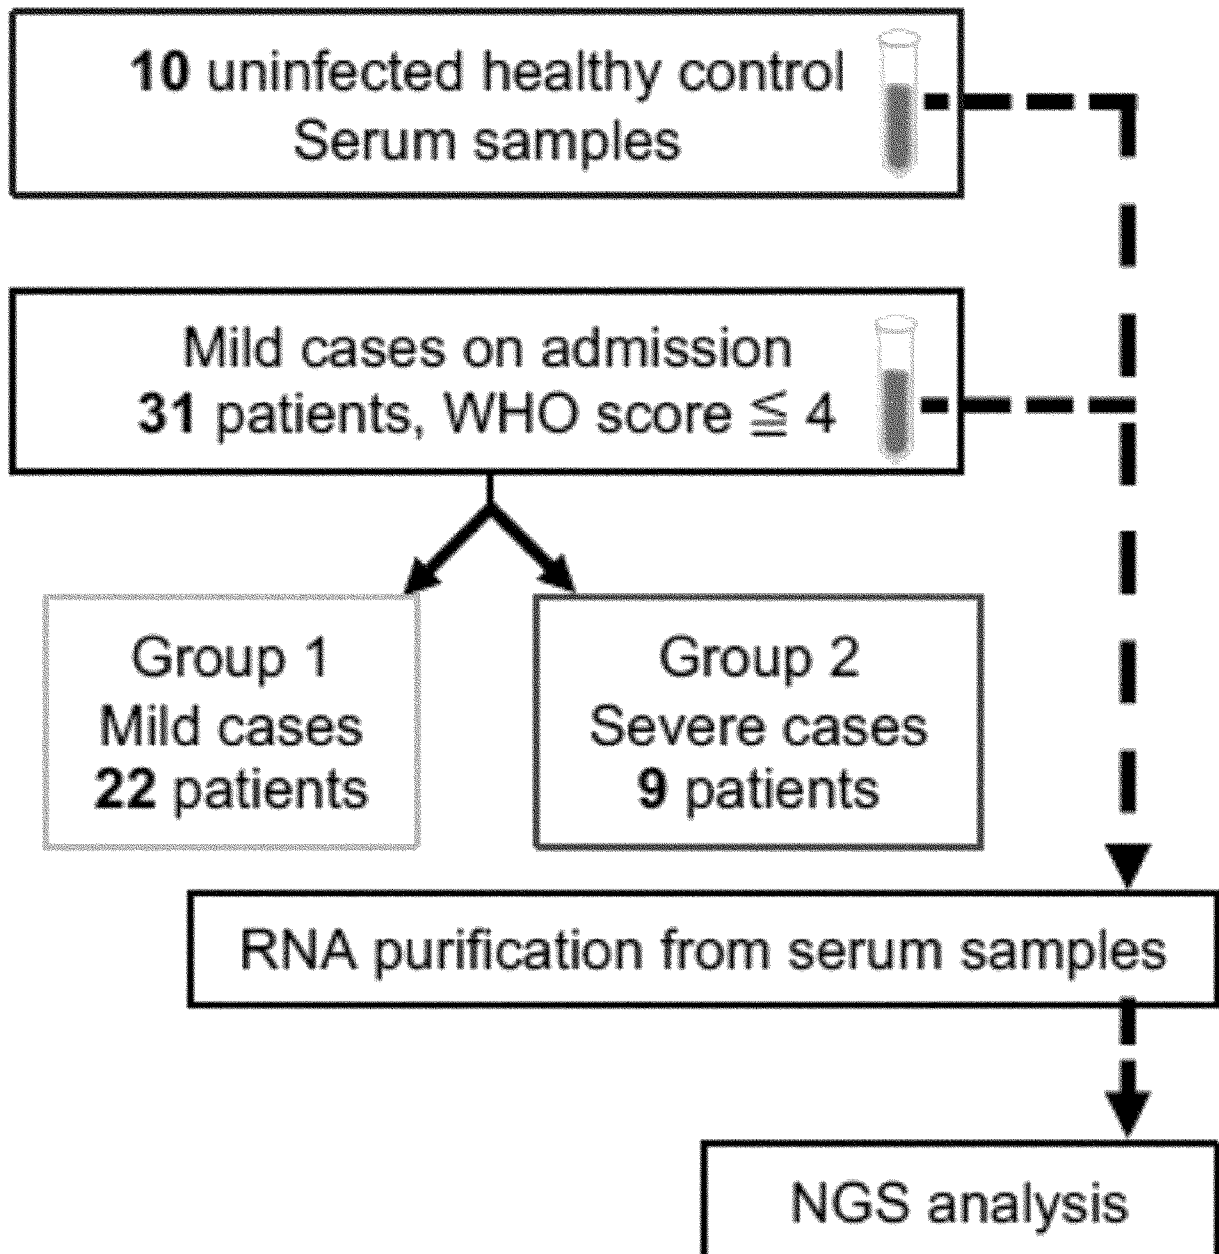 10 uninfected healthy control
Serum samples
Mild cases on admission
31 patients, WHO score ≦ 4
Group 1
Mild cases
22 patients
Group 2
Severe cases
9 patients
RNA purification from serum samples
NGS analysis